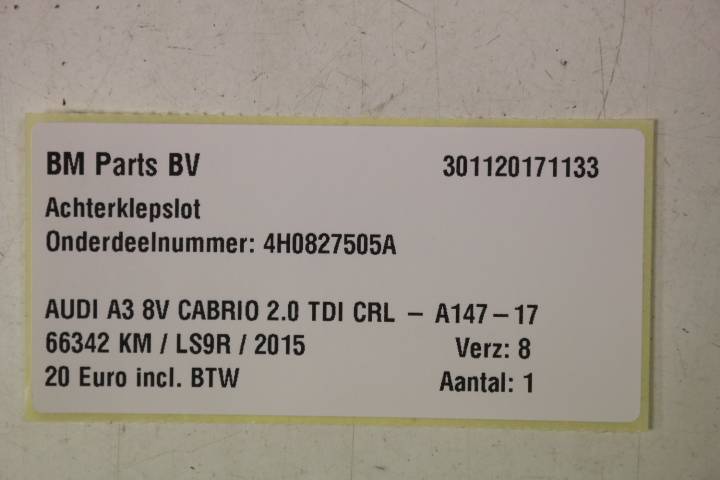 BM Parts BV 301120171133
Achterklepslot
Onderdeelnummer: 4H0827505A
AUDI A3 8V CABRIO 2.0 TDI CRL – A147–17
66342 KM / LS9R / 2015 Verz: 8
20 Euro incl. BTW Aantal: 1